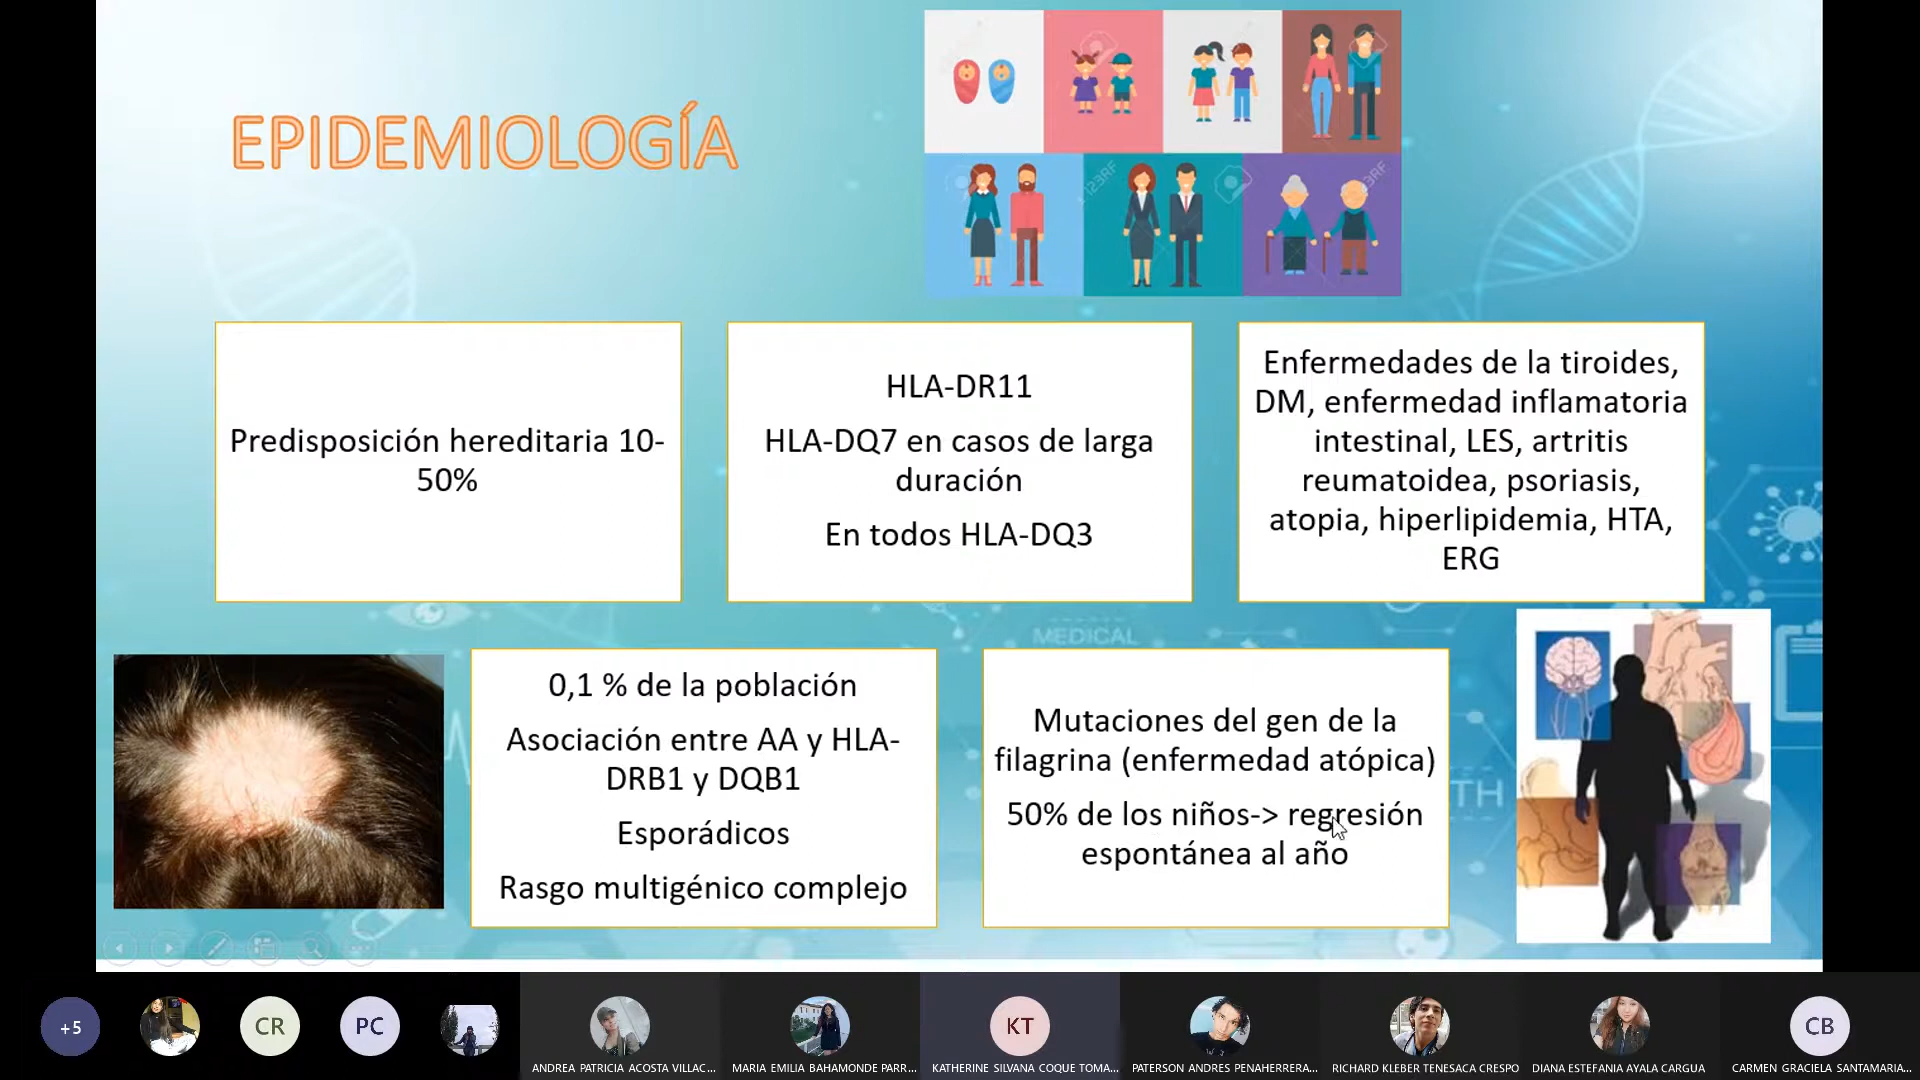 EPIDEMIOLOGÍA
123RF
123RF
Predisposición hereditaria 10-
50%
HLA-DR11
HLA-DQ7 en casos de larga
duración
En todos HLA-DQ3
Enfermedades de la tiroides,
DM, enfermedad inflamatoria
intestinal, LES, artritis
reumatoidea, psoriasis,
atopia, hiperlipidemia, HTA,
ERG
MEDICAL
0,1 % de la población
Asociación entre AA y HLA-
DRB1 y DQB1
Esporádicos
Rasgo multigénico complejo
Mutaciones del gen de la
filagrina (enfermedad atópica)
50% de los niños-> regresión
espontánea al año
TH
+5
CR
PC
KT
CB
ANDREA PATRICIA ACOSTA VILLAC...
MARIA EMILIA BAHAMONDE PARR...
KATHERINE SILVANA COQUE TOMA...
PATERSON ANDRES PENAHERRERA...
RICHARD KLEBER TENESACA CRESPO
DIANA ESTEFANIA AYALA CARGUA
CARMEN GRACIELA SANTAMARIA...